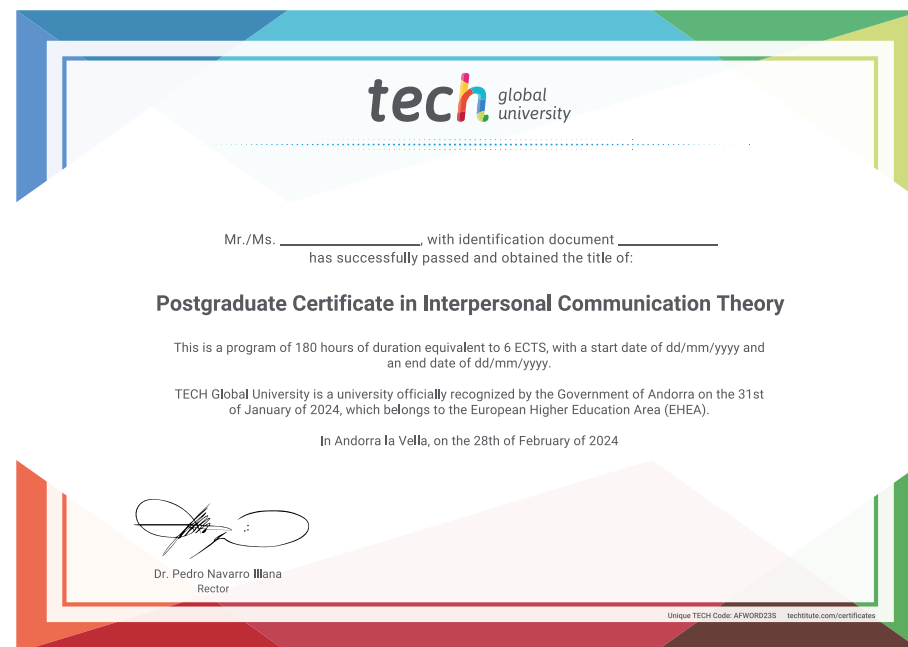 tech global
university
Mr./Ms. ____________________, with identification document ______________
has successfully passed and obtained the title of:
Postgraduate Certificate in Interpersonal Communication Theory
This is a program of 180 hours of duration equivalent to 6 ECTS, with a start date of dd/mm/yyyy and
an end date of dd/mm/yyyy.
TECH Global University is a university officially recognized by the Government of Andorra on the 31st
of January of 2024, which belongs to the European Higher Education Area (EHEA).
In Andorra la Vella, on the 28th of February of 2024
Dr. Pedro Navarro Illana
Rector
Unique TECH Code: AFWORD23S techtitute.com/certificates